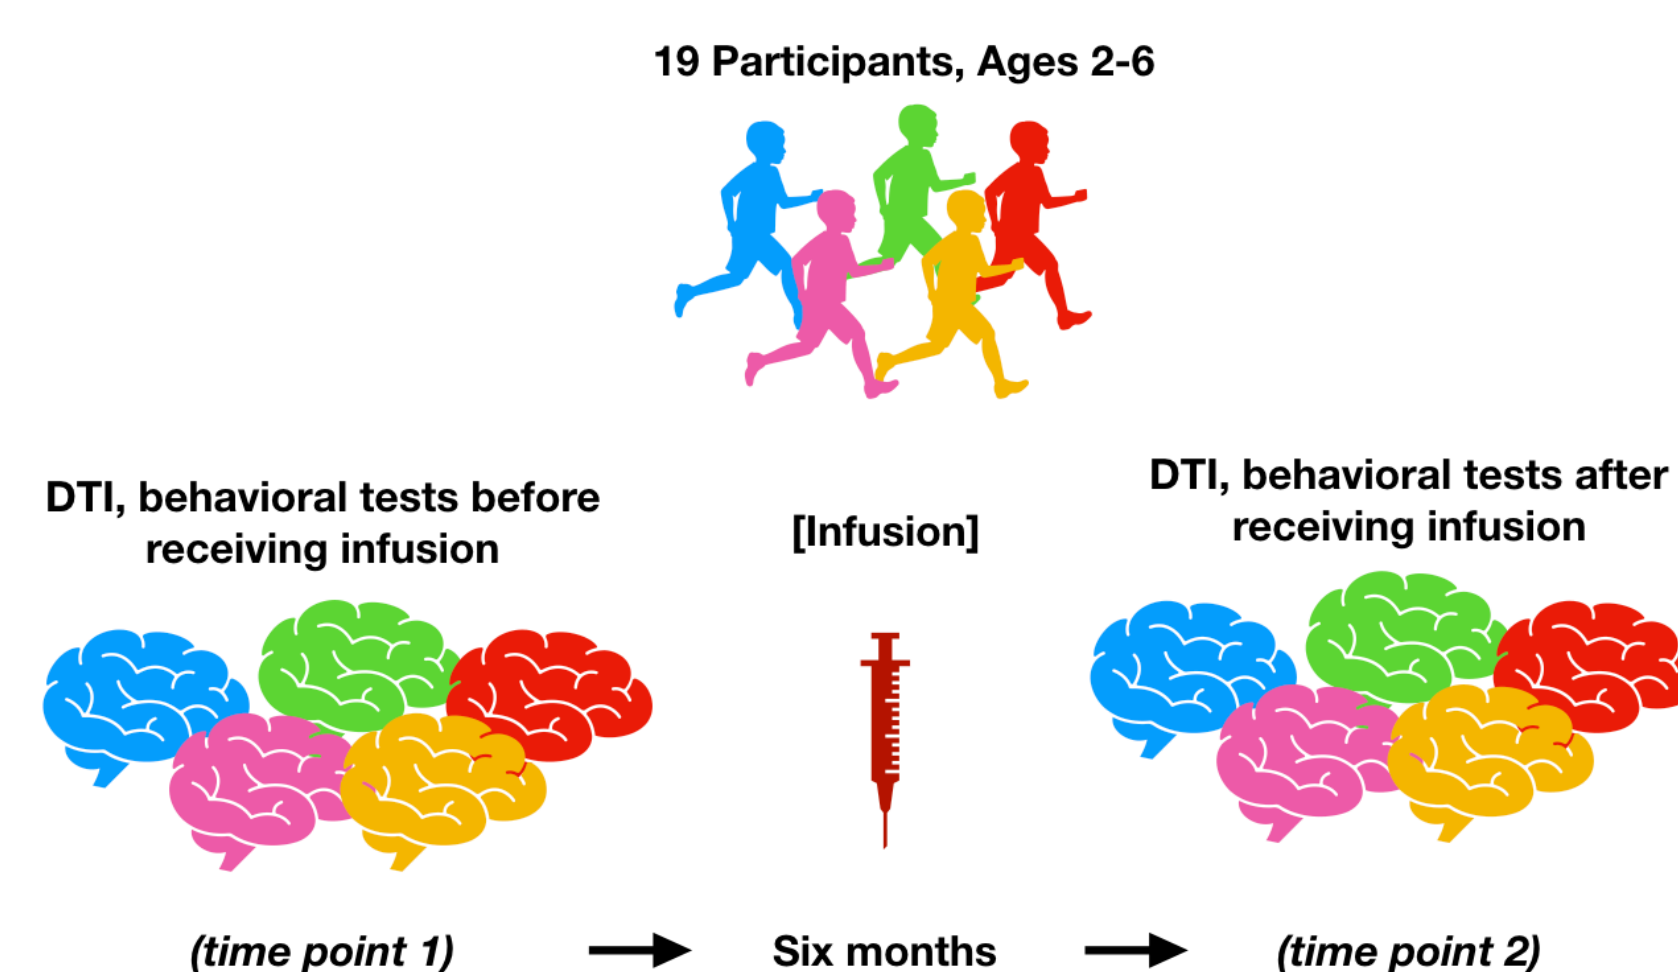 19 Participants, Ages 2-6
DTI, behavioral tests before
receiving infusion
[Infusion]
DTI, behavioral tests after
receiving infusion
(time point 1)
Six months
(time point 2)